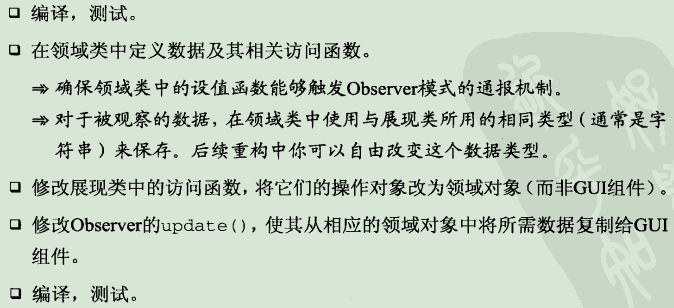 ❑ 编译，测试。
❑ 在领域类中定义数据及其相关访问函数。
⇒ 确保领域类中的设值函数能够触发Observer模式的通报机制。
⇒ 对于被观察的数据，在领域类中使用与展现类所用的相同类型（通常是字
符串）来保存。后续重构中你可以自由改变这个数据类型。
❑ 修改展现类中的访问函数，将它们的操作对象改为领域对象（而非GUI组件）。
❑ 修改Observer的update()，使其从相应的领域对象中将所需数据复制给GUI
组件。
❑ 编译，测试。